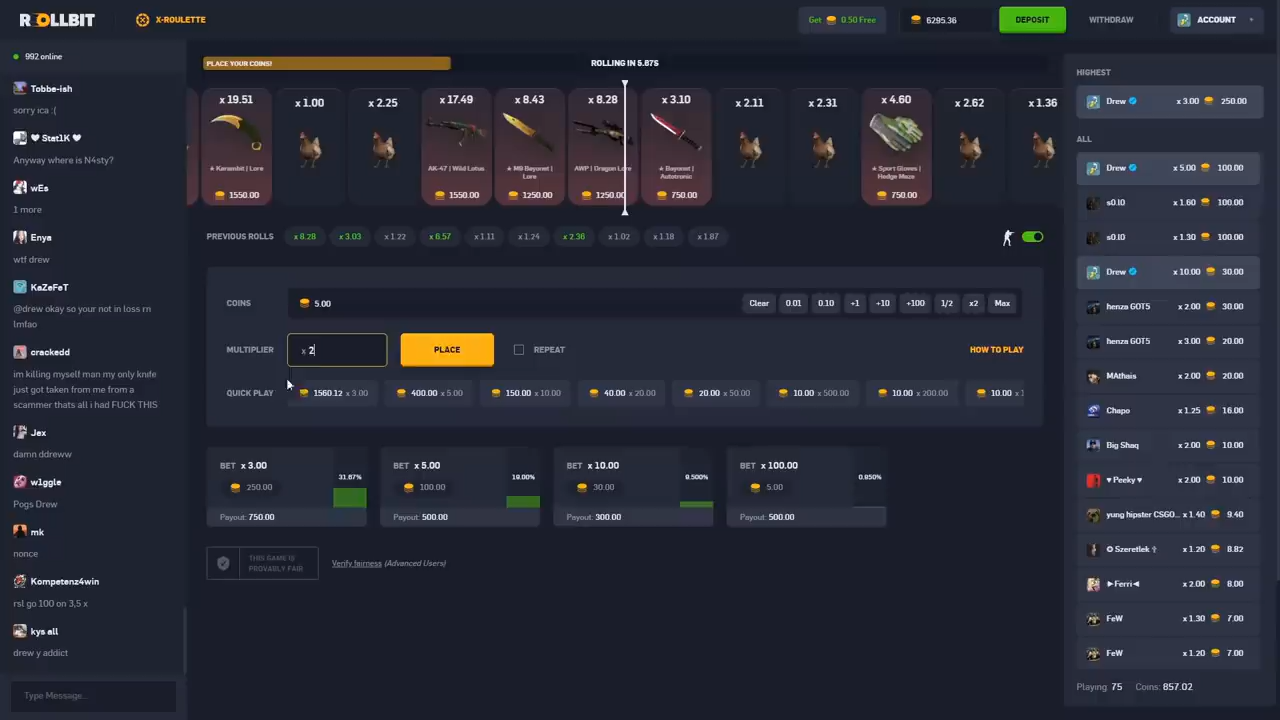 ROLLBIT
X-ROULETTE
Get 0.50 Free
6295.36
DEPOSIT
WITHDRAW
ACCOUNT
992 online
Tobbe-ish
sorry ica :(
❤ Stat1K ❤
Anyway where is N4sty?
wEs
1 more
Enya
wtf drew
KaZeFeT
@drew okay so your not in loss rn
lmfao
crackedd
im killing myself man my only knife
just got taken from me from a
scammer thats all i had FUCK THIS
Jex
damn ddreww
w1ggle
Pogs Drew
mk
nonce
Kompetenz4win
rsl go 100 on 3,5 x
kys all
drew y addict
Type Message...
PLACE YOUR COINS!
ROLLING IN 5.87S
x 19.51
★ Karambit | Lore
1550.00
x 1.00
x 2.25
x 17.49
AK-47 | Wild Lotus
1550.00
x 8.43
★ M9 Bayonet |
Lore
1250.00
x 8.28
AWP | Dragon Lore
1250.00
x 3.10
★ Bayonet |
Autotronic
750.00
x 2.11
x 2.31
x 4.60
★ Sport Gloves |
Hedge Maze
750.00
x 2.62
x 1.36
PREVIOUS ROLLS
x 8.28
x 3.03
x 1.22
x 6.57
x 1.11
x 1.24
x 2.36
x 1.02
x 1.18
x 1.87
COINS
5.00
Clear
0.01
0.10
+1
+10
+100
1/2
x2
Max
MULTIPLIER
x 2
PLACE
REPEAT
HOW TO PLAY
QUICK PLAY
1560.12 x 3.00
400.00 x 5.00
150.00 x 10.00
40.00 x 20.00
20.00 x 50.00
10.00 x 500.00
10.00 x 200.00
10.00 x 1
BET x 3.00
250.00
31.67%
Payout: 750.00
BET x 5.00
100.00
19.00%
Payout: 500.00
BET x 10.00
30.00
9.500%
Payout: 300.00
BET x 100.00
5.00
0.950%
Payout: 500.00
THIS GAME IS
PROVABLY FAIR
Verify fairness (Advanced Users)
HIGHEST
Drew x 3.00 250.00
ALL
Drew x 5.00 100.00
s0.l0 x 1.60 100.00
s0.l0 x 1.30 100.00
Drew x 10.00 30.00
henza GOT5 x 2.00 30.00
henza GOT5 x 3.00 20.00
MAthais x 2.00 20.00
Chapo x 1.25 16.00
Big Shaq x 2.00 10.00
♥ Peeky ♥ x 2.00 10.00
yung hipster CSGO... x 1.40 9.40
✪ Szeretlek † x 1.20 8.82
►Ferri◄ x 2.00 8.00
FeW x 1.30 7.00
FeW x 1.20 7.00
Playing 75 Coins: 857.02